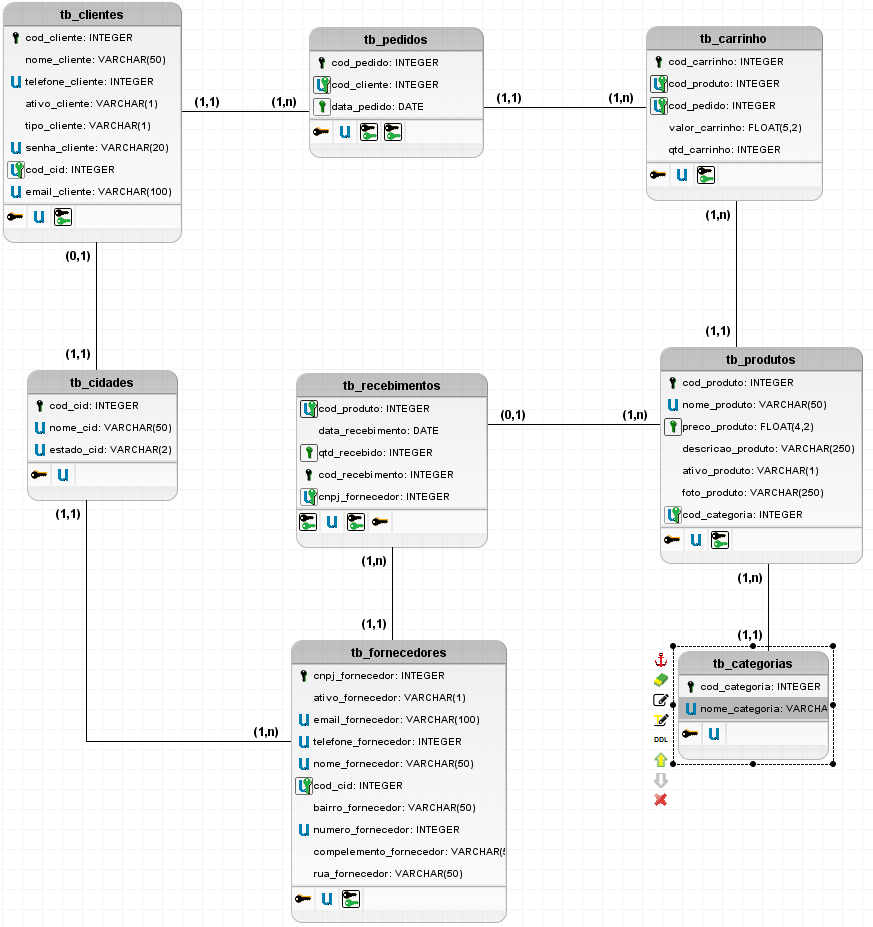 tb_clientes
cod_cliente: INTEGER
nome_cliente: VARCHAR(50)
telefone_cliente: INTEGER
ativo_cliente: VARCHAR(1)
tipo_cliente: VARCHAR(1)
senha_cliente: VARCHAR(20)
cod_cid: INTEGER
email_cliente: VARCHAR(100)
(1,1)
(1,n)
tb_pedidos
cod_pedido: INTEGER
cod_cliente: INTEGER
data_pedido: DATE
(1,1)
(1,n)
tb_carrinho
cod_carrinho: INTEGER
cod_produto: INTEGER
cod_pedido: INTEGER
valor_carrinho: FLOAT(5,2)
qtd_carrinho: INTEGER
(1,n)
(1,1)
(0,1)
(1,1)
tb_cidades
cod_cid: INTEGER
nome_cid: VARCHAR(50)
estado_cid: VARCHAR(2)
(1,1)
(1,n)
tb_recebimentos
cod_produto: INTEGER
data_recebimento: DATE
qtd_recebido: INTEGER
cod_recebimento: INTEGER
cnpj_fornecedor: INTEGER
(0,1)
(1,n)
(1,n)
(1,1)
tb_produtos
cod_produto: INTEGER
nome_produto: VARCHAR(50)
preco_produto: FLOAT(4,2)
descricao_produto: VARCHAR(250)
ativo_produto: VARCHAR(1)
foto_produto: VARCHAR(250)
cod_categoria: INTEGER
(1,n)
(1,1)
tb_fornecedores
cnpj_fornecedor: INTEGER
ativo_fornecedor: VARCHAR(1)
email_fornecedor: VARCHAR(100)
telefone_fornecedor: INTEGER
nome_fornecedor: VARCHAR(50)
cod_cid: INTEGER
bairro_fornecedor: VARCHAR(50)
numero_fornecedor: INTEGER
compelemento_fornecedor: VARCHAR(5
rua_fornecedor: VARCHAR(50)
tb_categorias
cod_categoria: INTEGER
nome_categoria: VARCHA
DDL